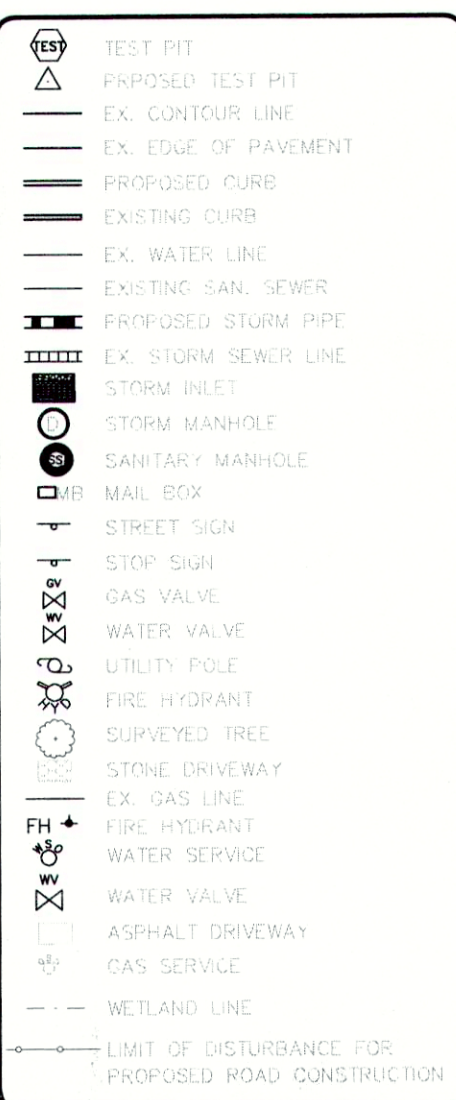 TEST TEST PIT
PRPOSED TEST PIT
EX. CONTOUR LINE
EX. EDGE OF PAVEMENT
PROPOSED CURB
EXISTING CURB
EX. WATER LINE
EXISTING SAN. SEWER
PROPOSED STORM PIPE
EX. STORM SEWER LINE
STORM INLET
D STORM MANHOLE
SS SANITARY MANHOLE
MB MAIL BOX
STREET SIGN
STOP SIGN
GV
GAS VALVE
WV
WATER VALVE
UTILITY POLE
FIRE HYDRANT
SURVEYED TREE
STONE DRIVEWAY
EX. GAS LINE
FH FIRE HYDRANT
WATER SERVICE
WV
WATER VALVE
ASPHALT DRIVEWAY
GAS SERVICE
WETLAND LINE
LIMIT OF DISTURBANCE FOR
PROPOSED ROAD CONSTRUCTION